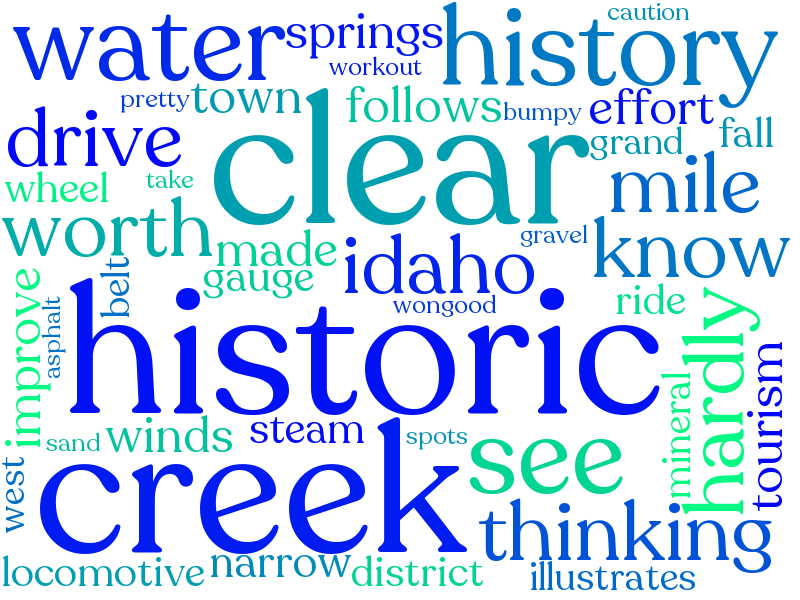 caution
water
springs
history
workout
pretty
town
follows
bumpy
effort
drive
clear
grand
fall
wheel
take
mile
worth
made
gravel
know
idaho
gauge
belt
improve
asphalt
wongood
ride
historic
hardly
mineral
tourism
sand
winds
steam
spots
see
creek
west
thinking
locomotive
narrow
district
illustrates